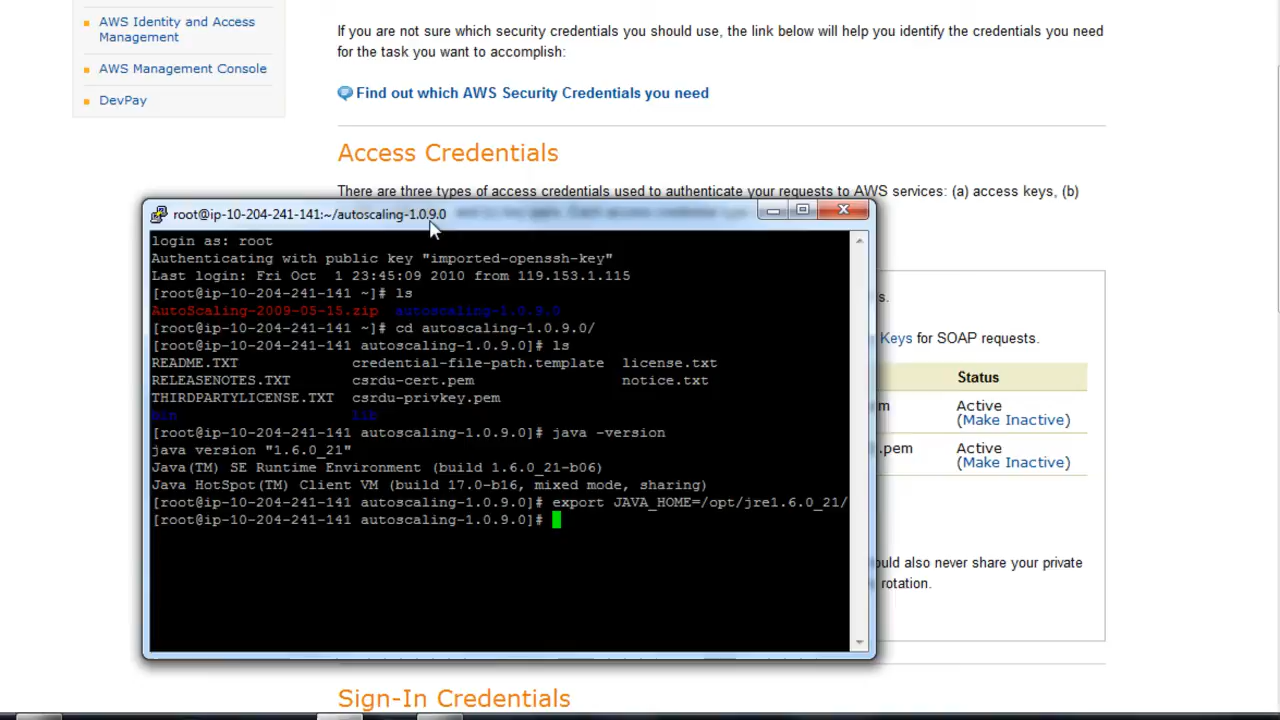 AWS Identity and Access
Management
AWS Management Console
DevPay
If you are not sure which security credentials you should use, the link below will help you identify the credentials you need
for the task you want to accomplish:
Find out which AWS Security Credentials you need
Access Credentials
There are three types of access credentials used to authenticate your requests to AWS services: (a) access keys, (b)
root@ip-10-204-241-141:~/autoscaling-1.0.9.0
login as: root
Authenticating with public key "imported-openssh-key"
Last login: Fri Oct  1 23:45:09 2010 from 119.153.1.115
[root@ip-10-204-241-141 ~]# ls
AutoScaling-2009-05-15.zip  autoscaling-1.0.9.0
[root@ip-10-204-241-141 ~]# cd autoscaling-1.0.9.0/
[root@ip-10-204-241-141 autoscaling-1.0.9.0]# ls
README.TXT             credential-file-path.template  license.txt
RELEASENOTES.TXT       csrdu-cert.pem                 notice.txt
THIRDPARTYLICENSE.TXT  csrdu-privkey.pem
bin                    lib
[root@ip-10-204-241-141 autoscaling-1.0.9.0]# java -version
java version "1.6.0_21"
Java(TM) SE Runtime Environment (build 1.6.0_21-b06)
Java HotSpot(TM) Client VM (build 17.0-b16, mixed mode, sharing)
[root@ip-10-204-241-141 autoscaling-1.0.9.0]# export JAVA_HOME=/opt/jre1.6.0_21/
[root@ip-10-204-241-141 autoscaling-1.0.9.0]#
s.
Keys for SOAP requests.
Status
m Active
(Make Inactive)
.pem Active
(Make Inactive)
ould also never share your private
rotation.
Sign-In Credentials